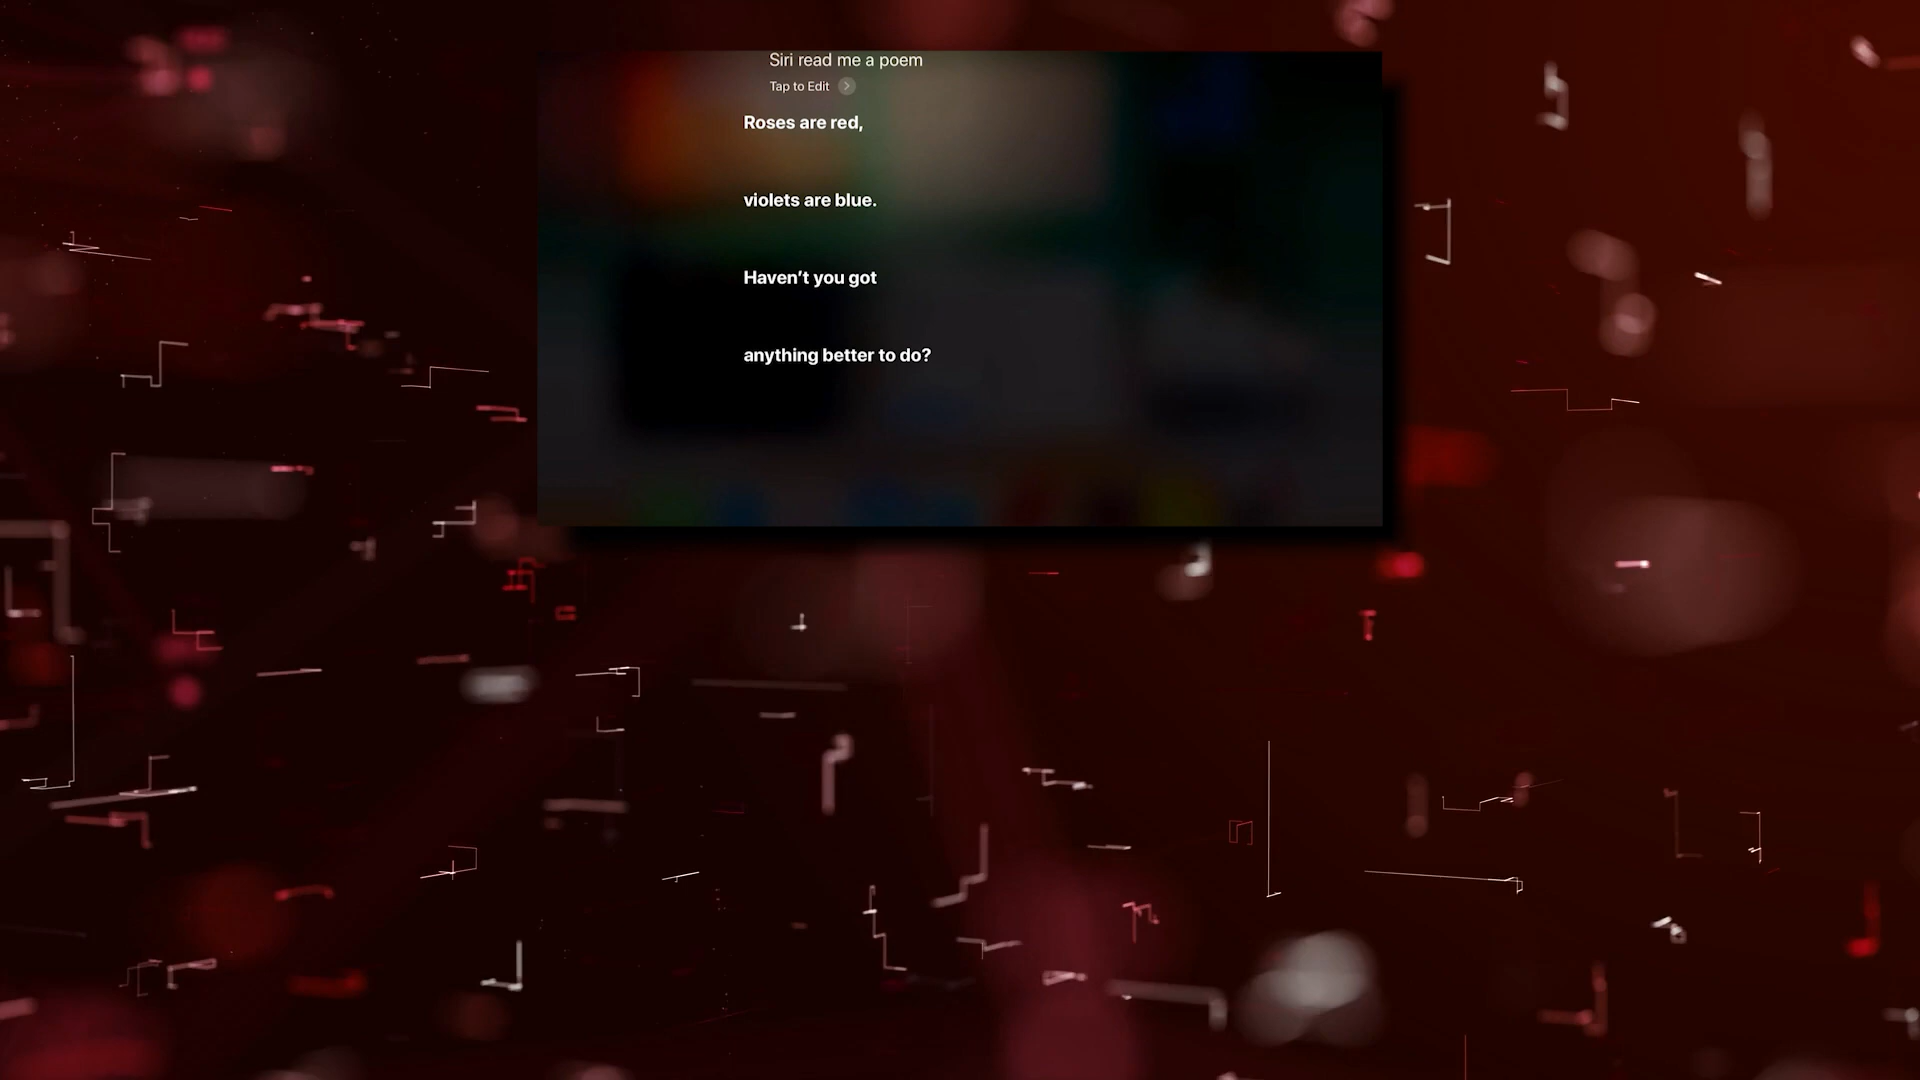 Siri read me a poem
Tap to Edit
Roses are red,
violets are blue.
Haven’t you got
anything better to do?